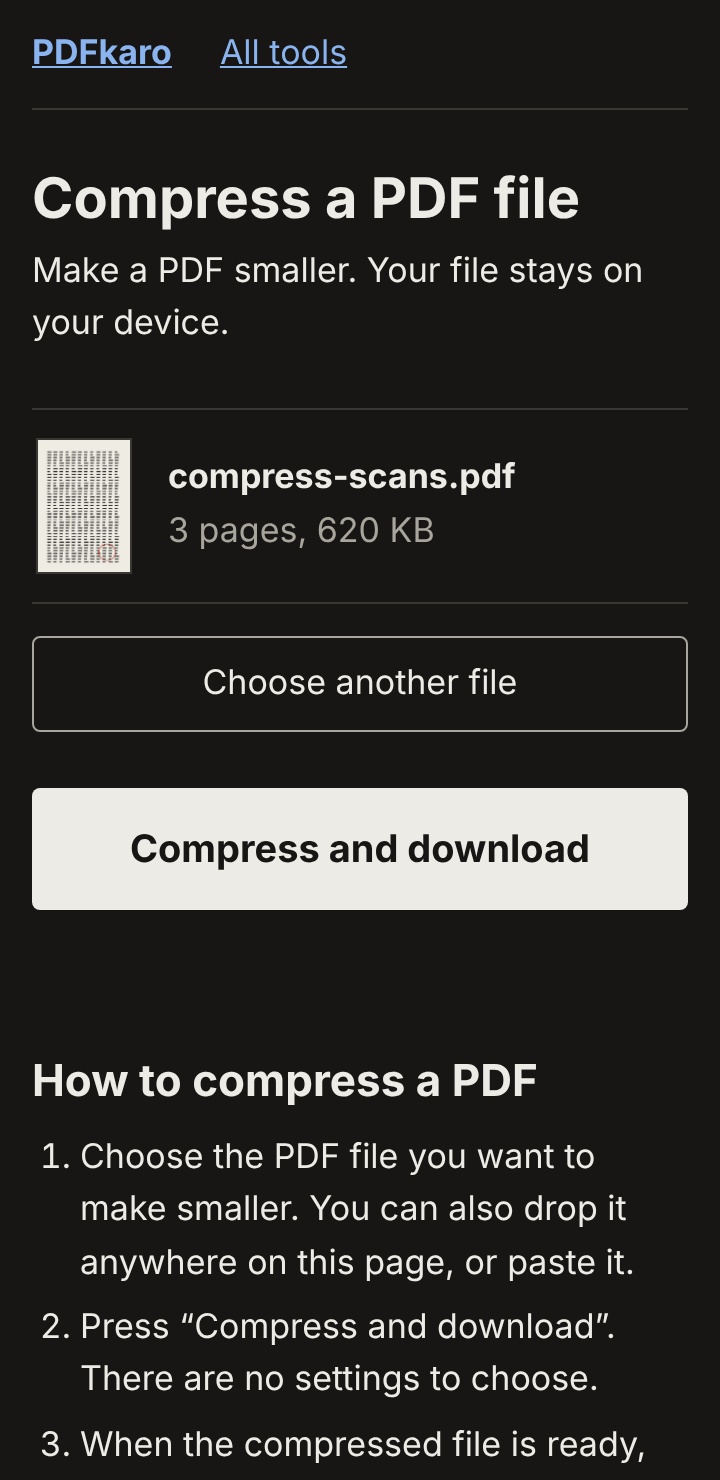 PDFkaro All tools
Compress a PDF file
Make a PDF smaller. Your file stays on
your device.
compress-scans.pdf
3 pages, 620 KB
Choose another file
Compress and download
How to compress a PDF
1. Choose the PDF file you want to
make smaller. You can also drop it
anywhere on this page, or paste it.
2. Press “Compress and download”.
There are no settings to choose.
3. When the compressed file is ready,